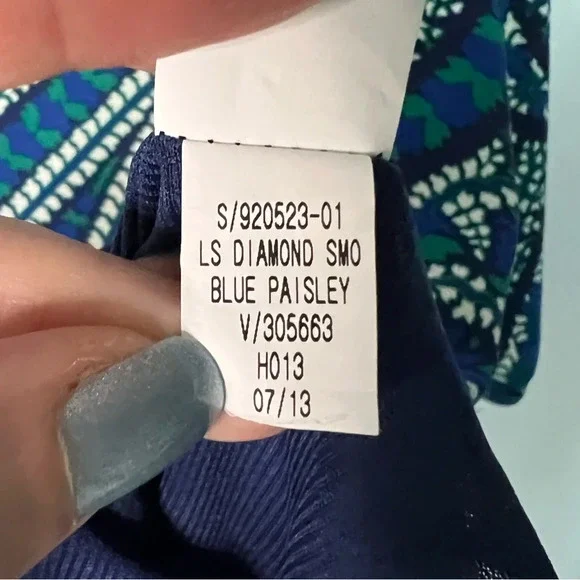 S/920523-01
LS DIAMOND SMO
BLUE PAISLEY
V/305663
H013
07/13